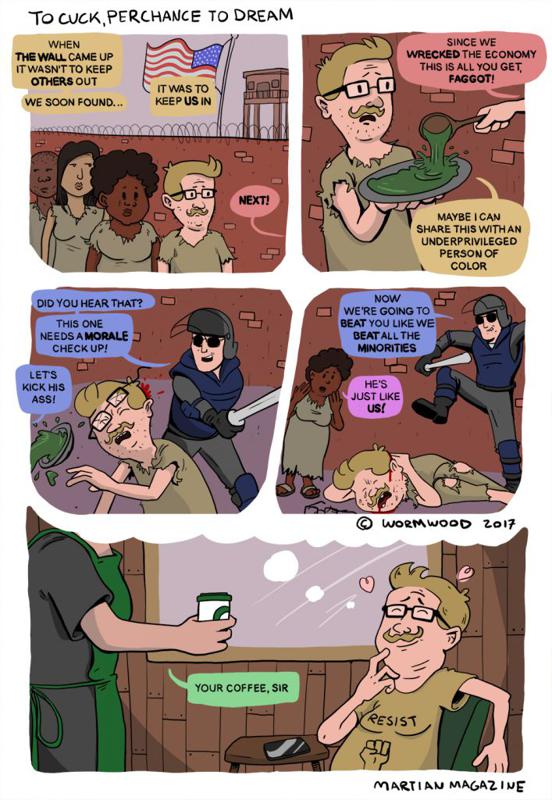 TO CUCK, PERCHANCE TO DREAM
WHEN
THE WALL CAME UP
IT WASN'T TO KEEP
OTHERS OUT
WE SOON FOUND...
IT WAS TO
KEEP US IN
NEXT!
SINCE WE
WRECKED THE ECONOMY
THIS IS ALL YOU GET,
FAGGOT!
MAYBE I CAN
SHARE THIS WITH AN
UNDERPRIVILEGED
PERSON OF
COLOR
DID YOU HEAR THAT?
THIS ONE
NEEDS A MORALE
CHECK UP!
LET'S
KICK HIS
ASS!
NOW
WE'RE GOING TO
BEAT YOU LIKE WE
BEAT ALL THE
MINORITIES
HE'S
JUST LIKE
US!
© WORMWOOD 2017
YOUR COFFEE, SIR
RESIST
MARTIAN MAGAZINE